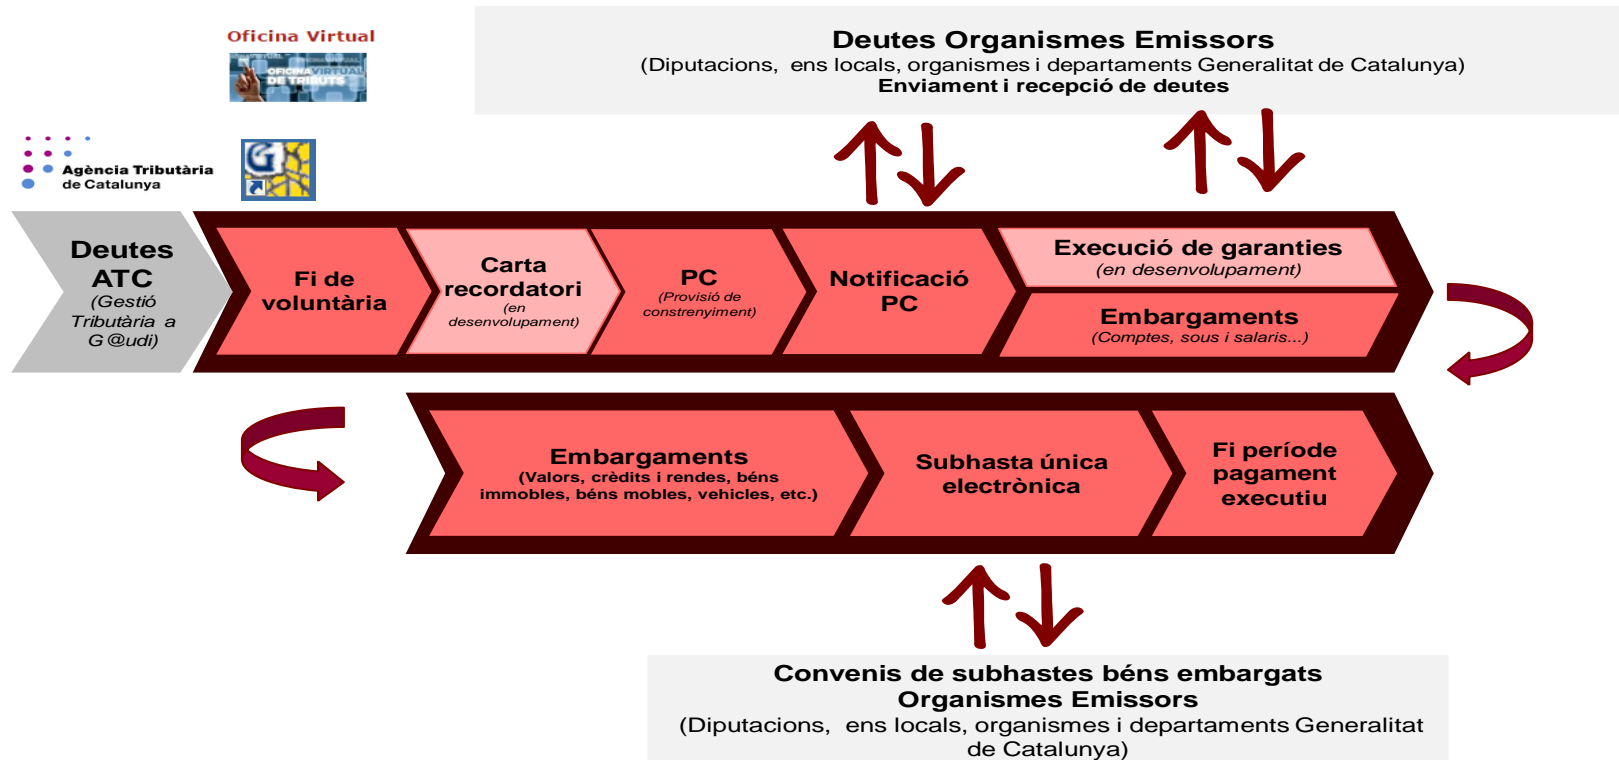 Oficina Virtual
OFICINA VIRTUAL
DE TRIBUTS
Deutes Organismes Emissors
(Diputacions, ens locals, organismes i departaments Generalitat de Catalunya)
Enviament i recepció de deutes
Agència Tributària
de Catalunya
G
Deutes
ATC
(Gestió
Tributària a
G@udi)
Fi de
voluntària
Carta
recordatori
(en
desenvolupament)
PC
(Provisió de
constrenyiment)
Notificació
PC
Execució de garanties
(en desenvolupament)
Embargaments
(Comptes, sous i salaris...)
Embargaments
(Valors, crèdits i rendes, béns
immobles, béns mobles, vehicles, etc.)
Subhasta única
electrònica
Fi període
pagament
executiu
Convenis de subhastes béns embargats
Organismes Emissors
(Diputacions, ens locals, organismes i departaments Generalitat
de Catalunya)